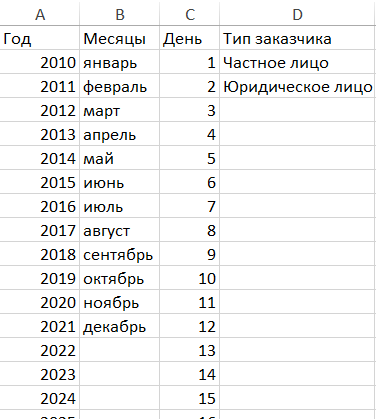 A B C D
Год Месяцы День Тип заказчика
2010 январь 1 Частное лицо
2011 февраль 2 Юридическое лицо
2012 март 3
2013 апрель 4
2014 май 5
2015 июнь 6
2016 июль 7
2017 август 8
2018 сентябрь 9
2019 октябрь 10
2020 ноябрь 11
2021 декабрь 12
2022 13
2023 14
2024 15